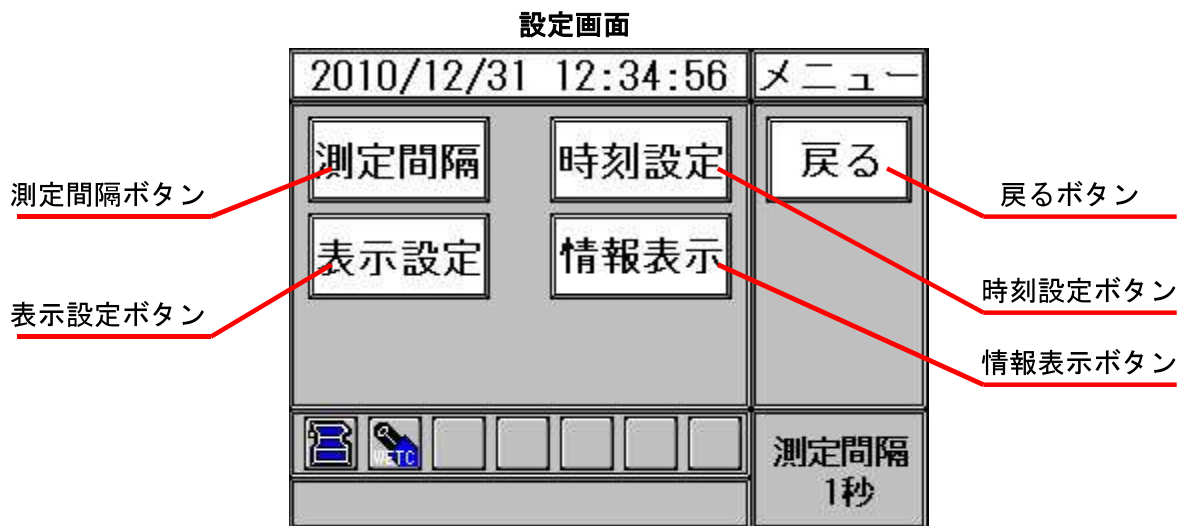 設定画面
2010/12/31 12:34:56 メニュー
測定間隔 時刻設定 戻る
測定間隔ボタン
戻るボタン
表示設定 情報表示
時刻設定ボタン
表示設定ボタン
情報表示ボタン
WETC
測定間隔
1秒